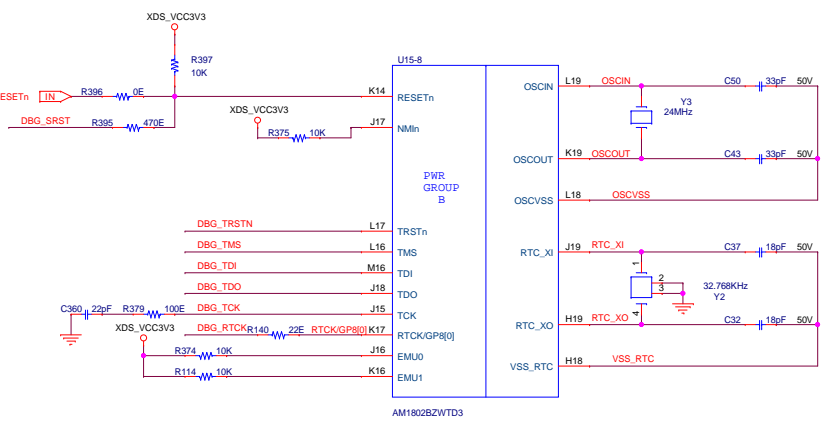 XDS_VCC3V3
R397
10K
U15-8
ESETn IN R396 0E
K14 RESETn
DBG_SRST R395 470E
XDS_VCC3V3
R375 10K
J17 NMIn
OSCIN L19 OSCIN C50 33pF 50V
Y3
24MHz
OSCOUT K19 OSCOUT C43 33pF 50V
OSCVSS L18 OSCVSS
PWR
GROUP
B
DBG_TRSTN L17 TRSTn
DBG_TMS L16 TMS
DBG_TDI M16 TDI
DBG_TDO J18 TDO
C360 22pF R379 100E DBG_TCK J15 TCK
XDS_VCC3V3
DBG_RTCK R140 22E RTCK/GP8[0] K17 RTCK/GP8[0]
R374 10K J16 EMU0
R114 10K K16 EMU1
RTC_XI J19 RTC_XI C37 18pF 50V
1
2
3
4
32.768KHz
Y2
RTC_XO H19 RTC_XO C32 18pF 50V
VSS_RTC H18 VSS_RTC
AM1802BZWTD3